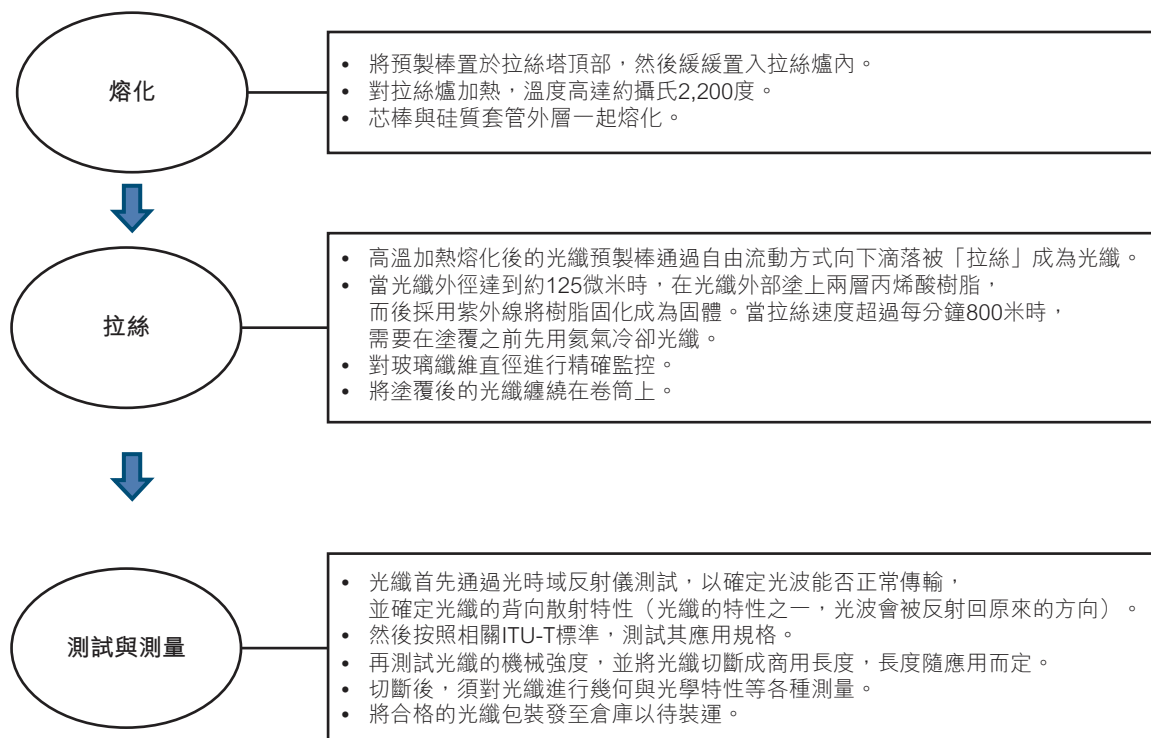 熔化
• 將預製棒置於拉絲塔頂部，然後緩緩置入拉絲爐內。
• 對拉絲爐加熱，溫度高達約攝氏2,200度。
• 芯棒與硅質套管外層一起熔化。
拉絲
• 高溫加熱熔化後的光纖預製棒通過自由流動方式向下滴落被「拉絲」成為光纖。
• 當光纖外徑達到約125微米時，在光纖外部塗上兩層丙烯酸樹脂，
而後採用紫外線將樹脂固化成為固體。當拉絲速度超過每分鐘800米時，
需要在塗覆之前先用氦氣冷卻光纖。
• 對玻璃纖維直徑進行精確監控。
• 將塗覆後的光纖纏繞在卷筒上。
測試與測量
• 光纖首先通過光時域反射儀測試，以確定光波能否正常傳輸，
並確定光纖的背向散射特性（光纖的特性之一，光波會被反射回原來的方向）。
• 然後按照相關ITU-T標準，測試其應用規格。
• 再測試光纖的機械強度，並將光纖切斷成商用長度，長度隨應用而定。
• 切斷後，須對光纖進行幾何與光學特性等各種測量。
• 將合格的光纖包裝發至倉庫以待裝運。